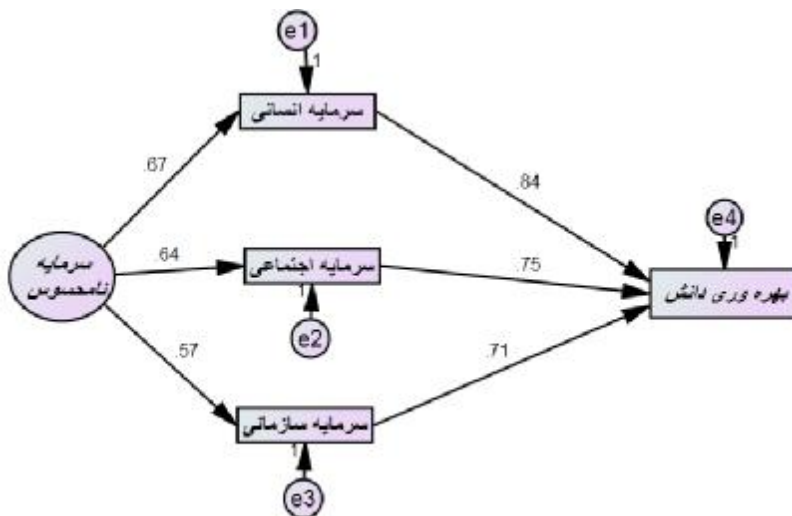 e1
1
سرمایه انسانی
.67
.84
e4
1
سرمایه
نامحسوس
.64
سرمایه اجتماعی
.75
بهره وری دانش
1
e2
.57
.71
سرمایه سازمانی
1
e3